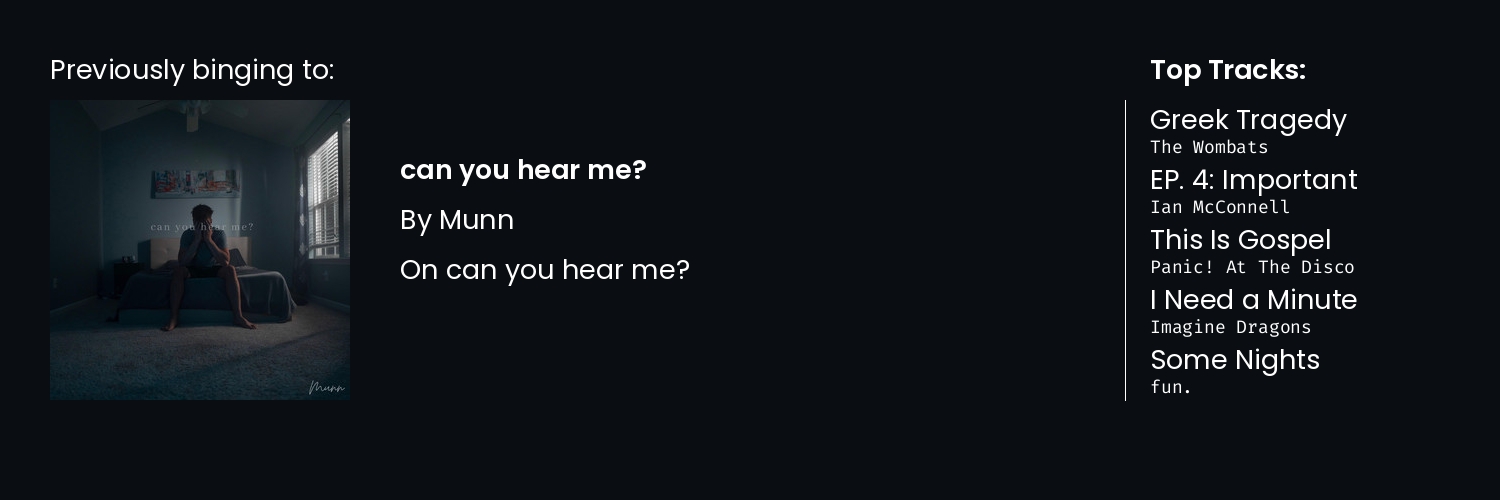 Previously binging to:
can you hear me?
Munn
can you hear me?
By Munn
On can you hear me?
Top Tracks:
Greek Tragedy
The Wombats
EP. 4: Important
Ian McConnell
This Is Gospel
Panic! At The Disco
I Need a Minute
Imagine Dragons
Some Nights
fun.